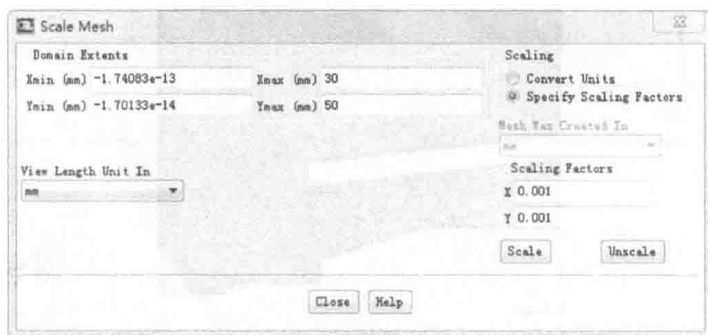 Scale Mesh
Domain Extents
Xmin (mm) -1.74083e-13 Xmax (mm) 30
Ymin (mm) -1.70133e-14 Ymax (mm) 50
View Length Unit In
mm
Scaling
Convert Units
Specify Scaling Factors
Mesh Was Created In
mm
Scaling Factors
X 0.001
Y 0.001
Scale Unscale
Close Help